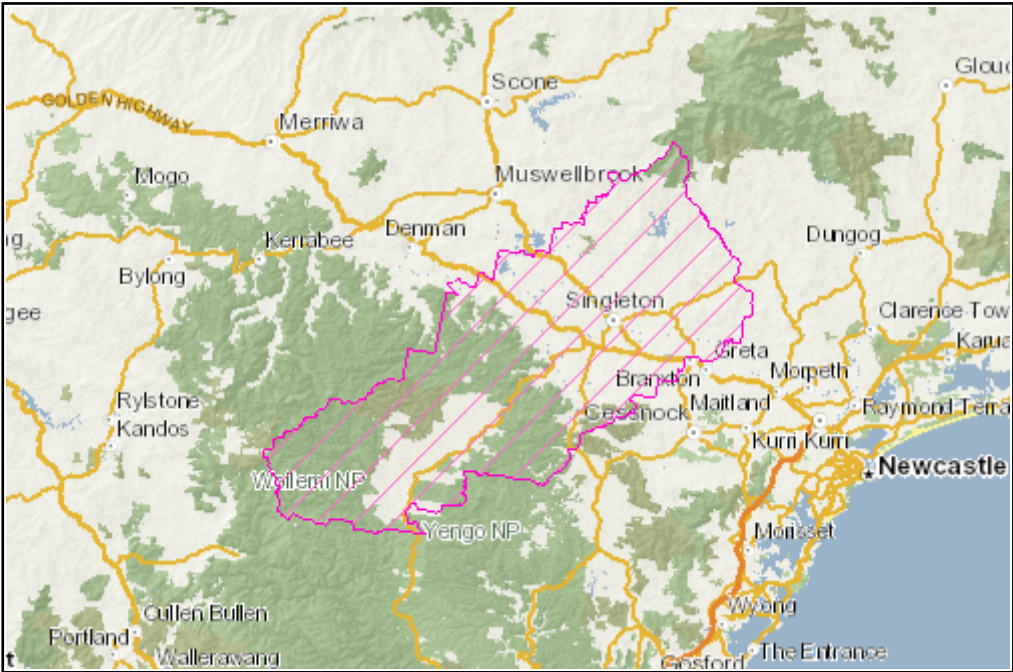 Scone
Glouc
GOLDEN HIGHWAY
Merriwa
Mogo
Muswellbrook
Denman
Dungog
ng
Kerrabee
Bylong
Singleton
gee
Clarence Tow
Karua
Greta
Branxton
Morpeth
Rylstone
Cessnock
Maitland
Raymond Terra
Kandos
Kurri Kurri
Wollemi NP
Newcastle
Yengo NP
Morisset
Cullen Bullen
Wyong
Portland
The Entrance
Wallerawang
Gosford
t